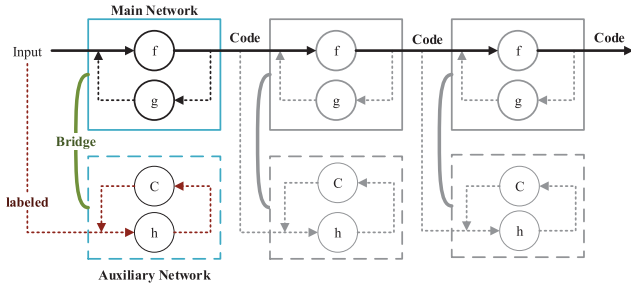 Main Network
Input
f
Code
f
Code
f
Code
g
g
g
Bridge
labeled
C
C
C
h
h
h
Auxiliary Network